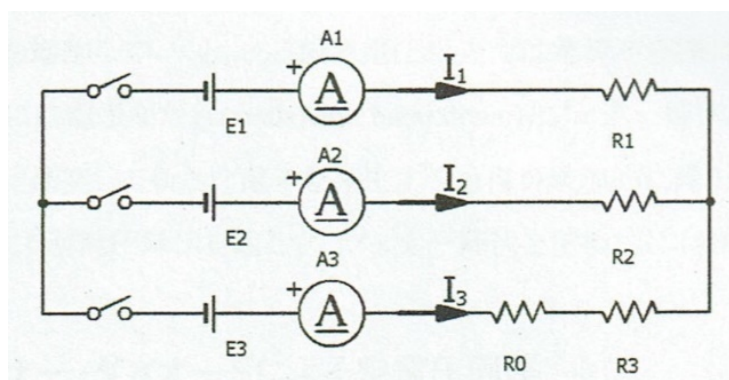 A1
+ A I1
E1 R1
A2
+ A I2
E2 R2
A3
+ A I3
E3 R0 R3